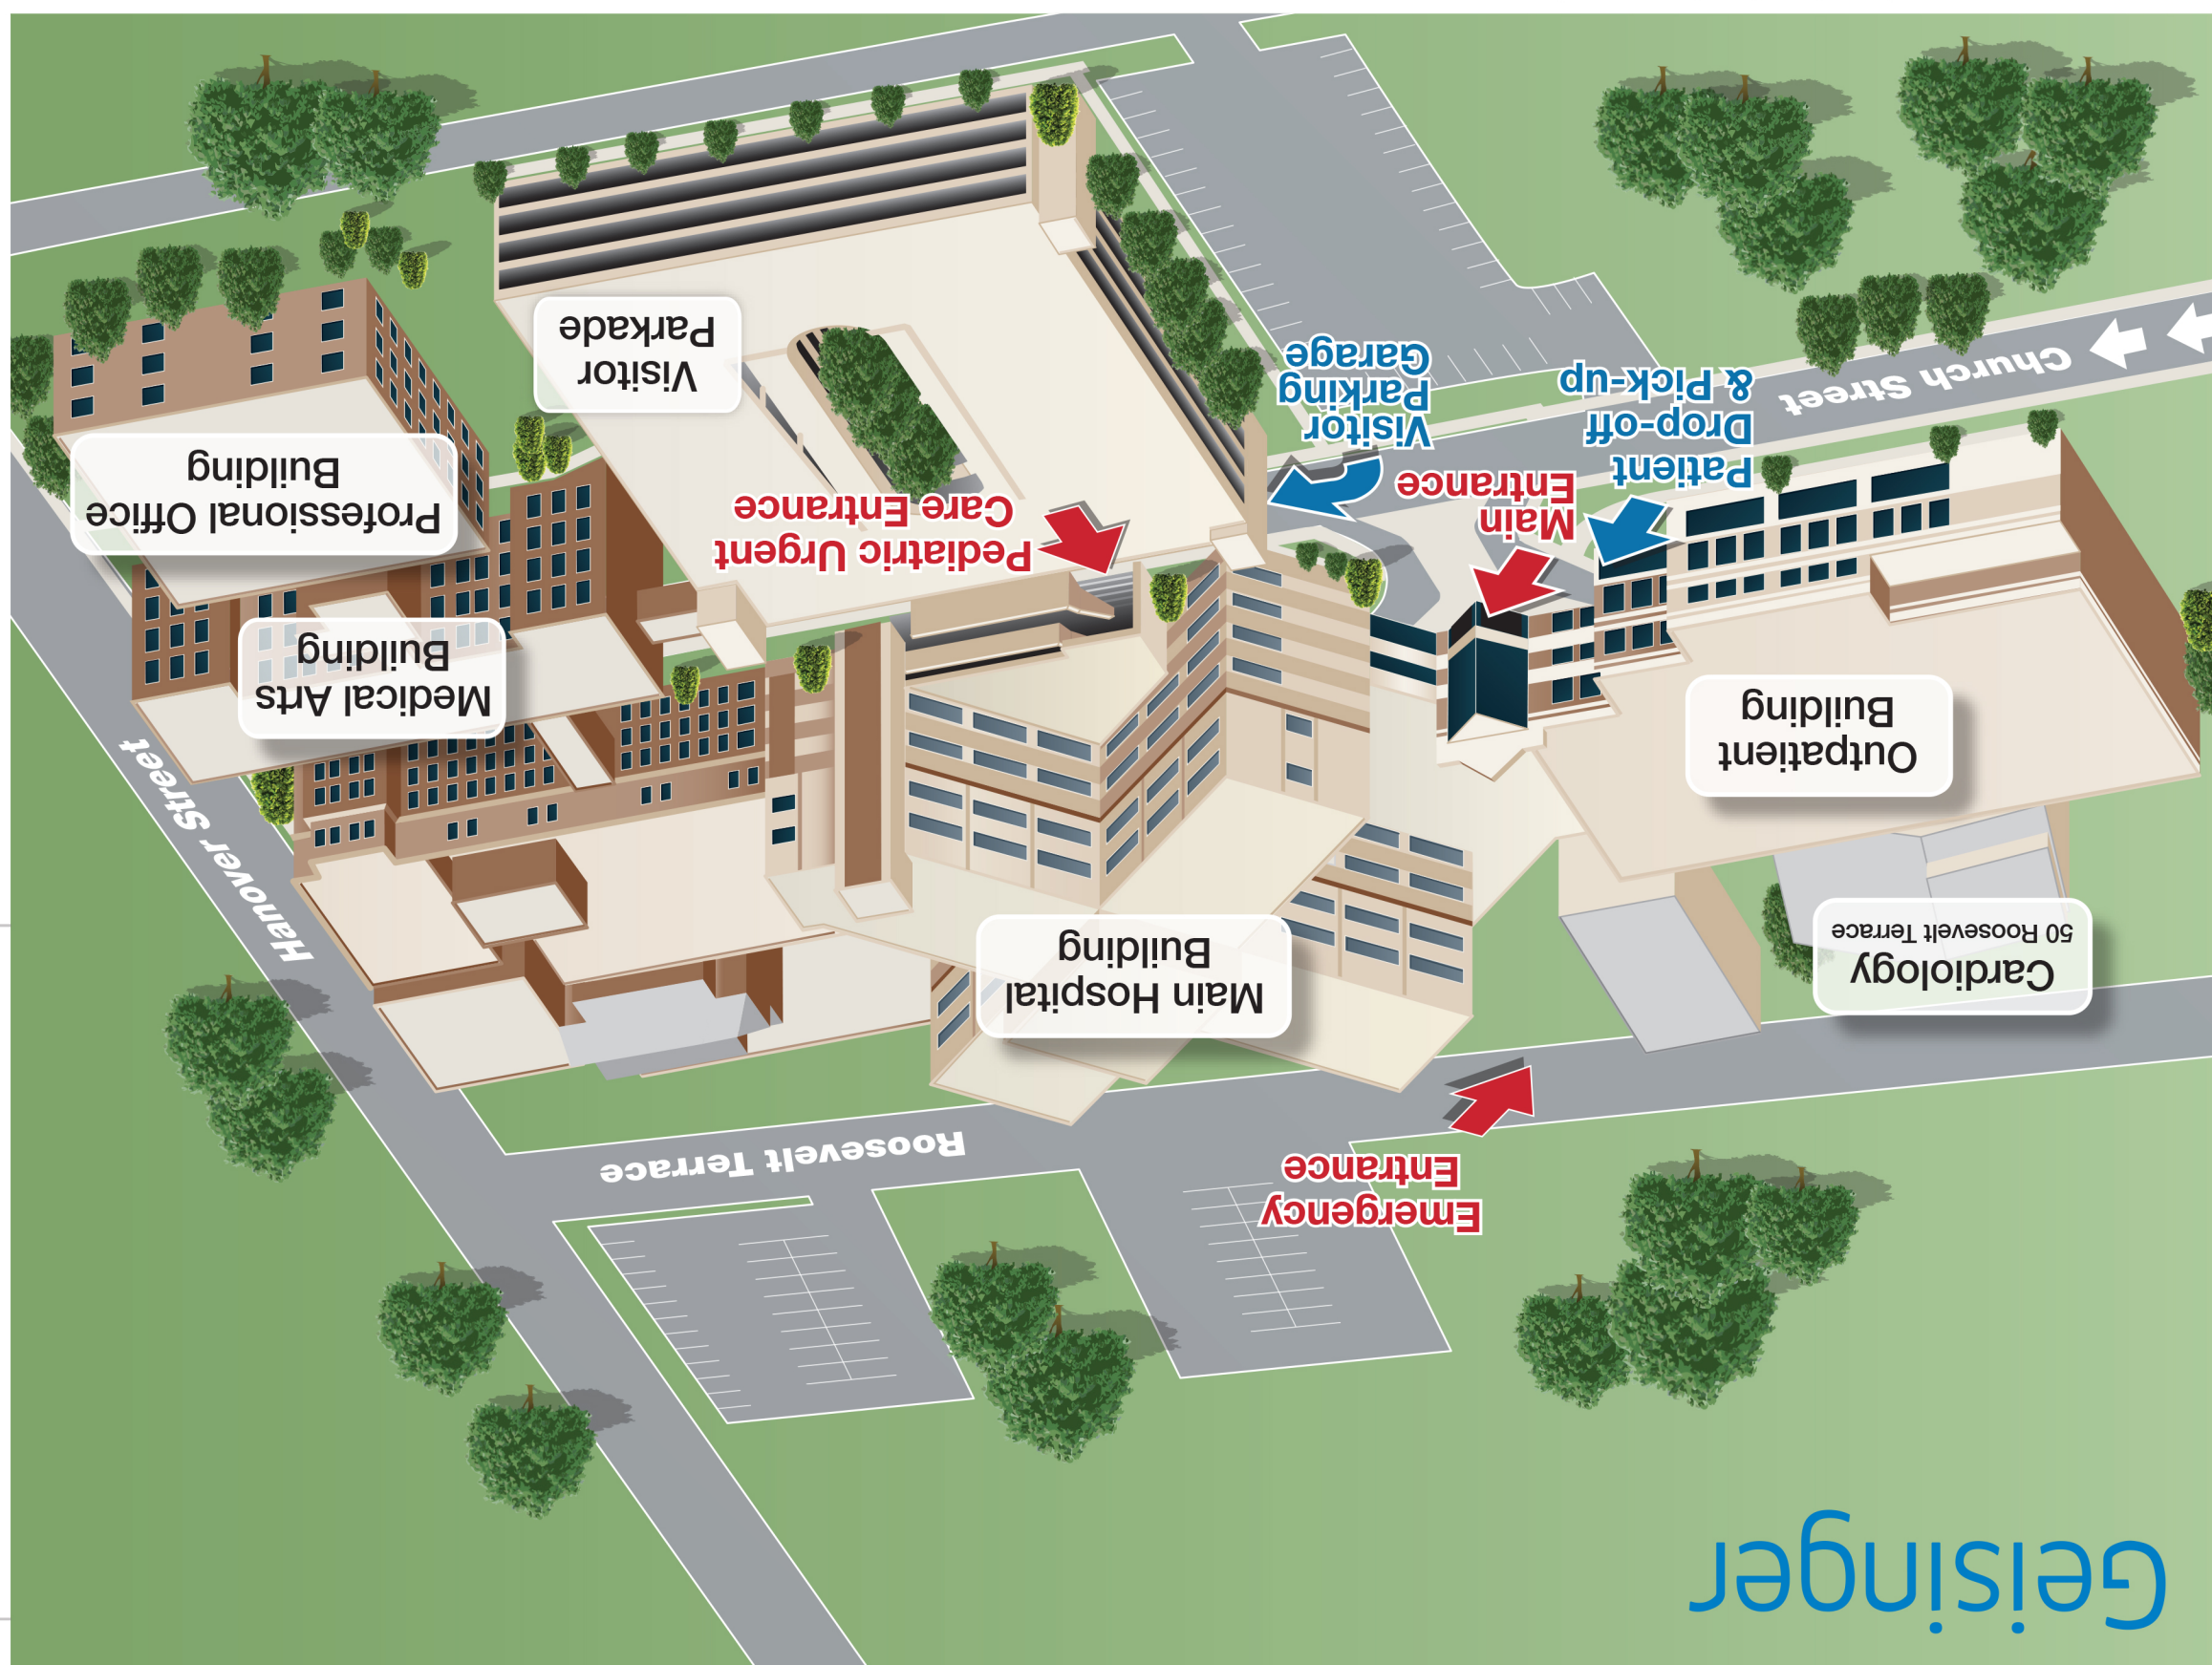 Geisinger
Emergency
Entrance
Roosevelt Terrace
Cardiology
50 Roosevelt Terrace
Main Hospital
Building
Hanover Street
Outpatient
Building
Medical Arts
Building
Patient
Drop-off
& Pick-up
Main
Entrance
Pediatric Urgent
Care Entrance
Professional Office
Building
Visitor
Parking
Garage
Church Street
Visitor
Parkade